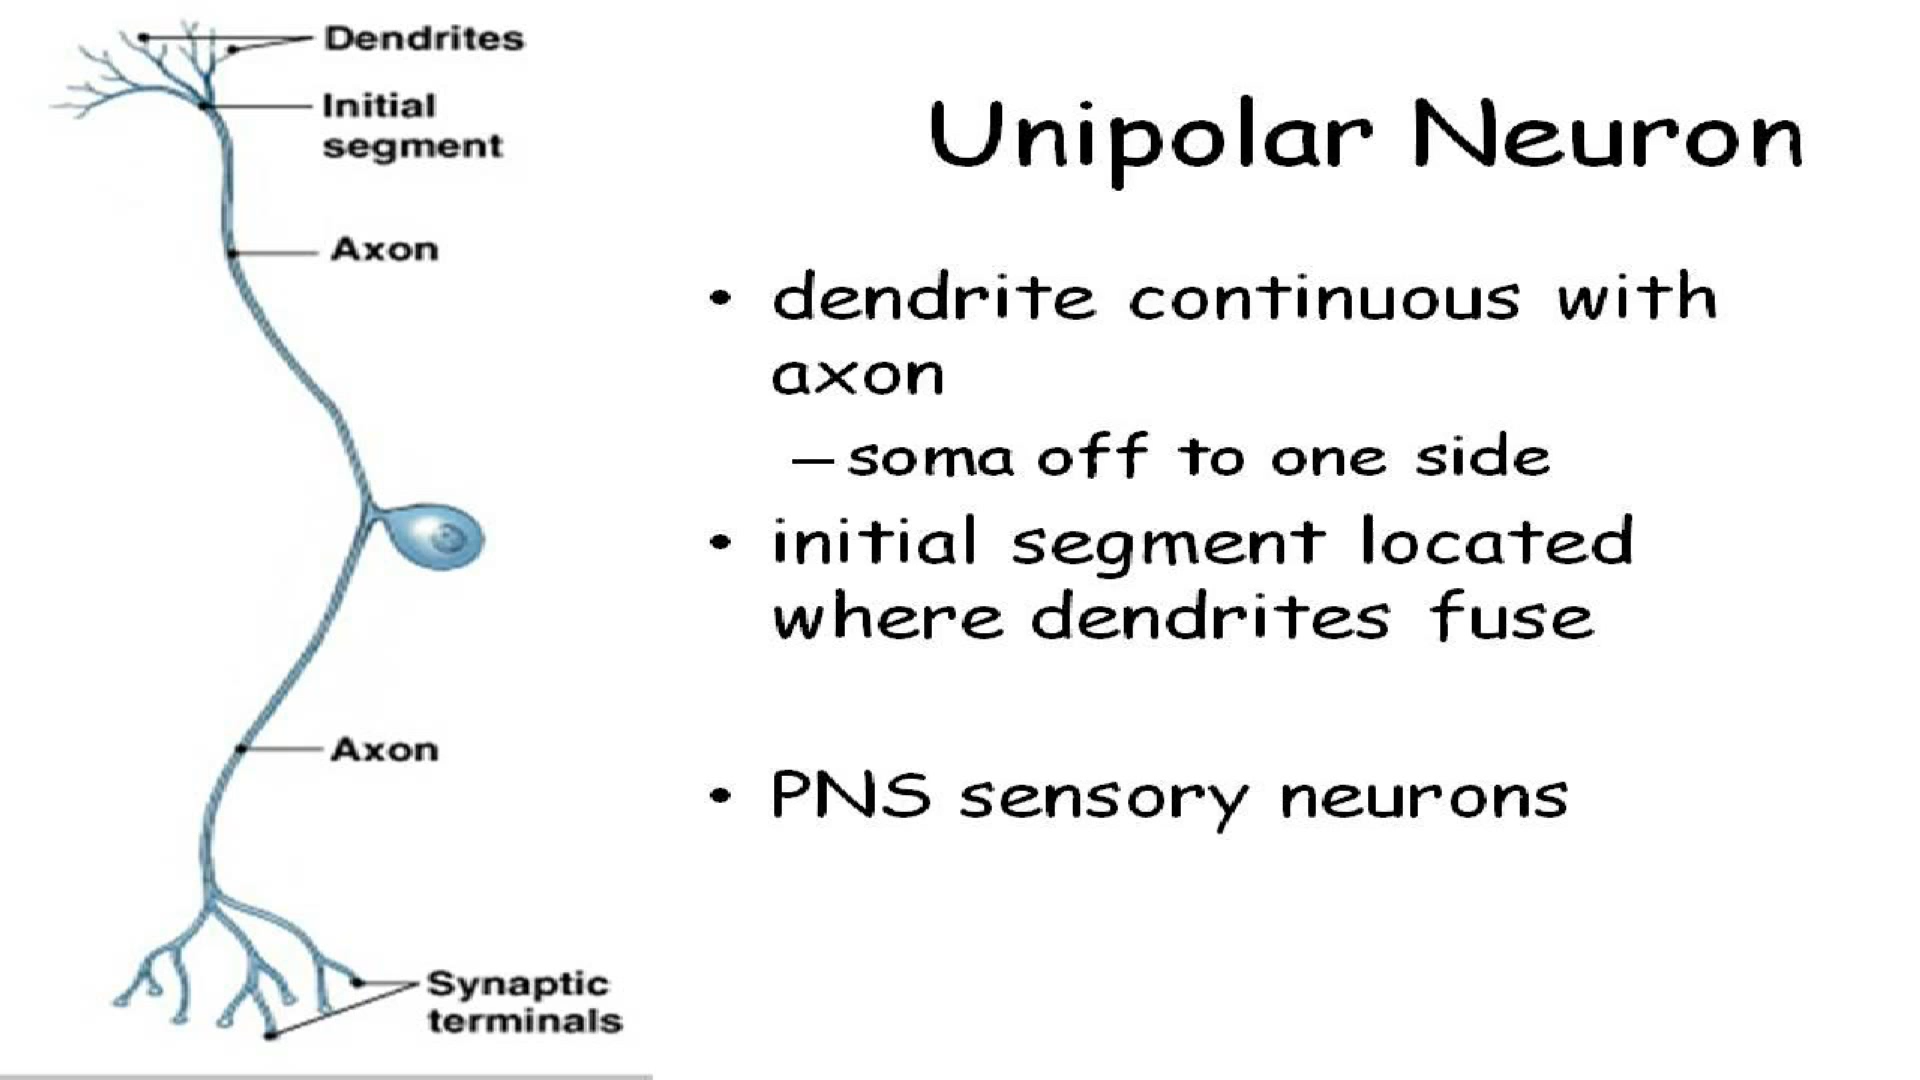 Dendrites
Initial
segment
Axon
Axon
Synaptic
terminals
Unipolar Neuron
• dendrite continuous with
axon
– soma off to one side
• initial segment located
where dendrites fuse
• PNS sensory neurons